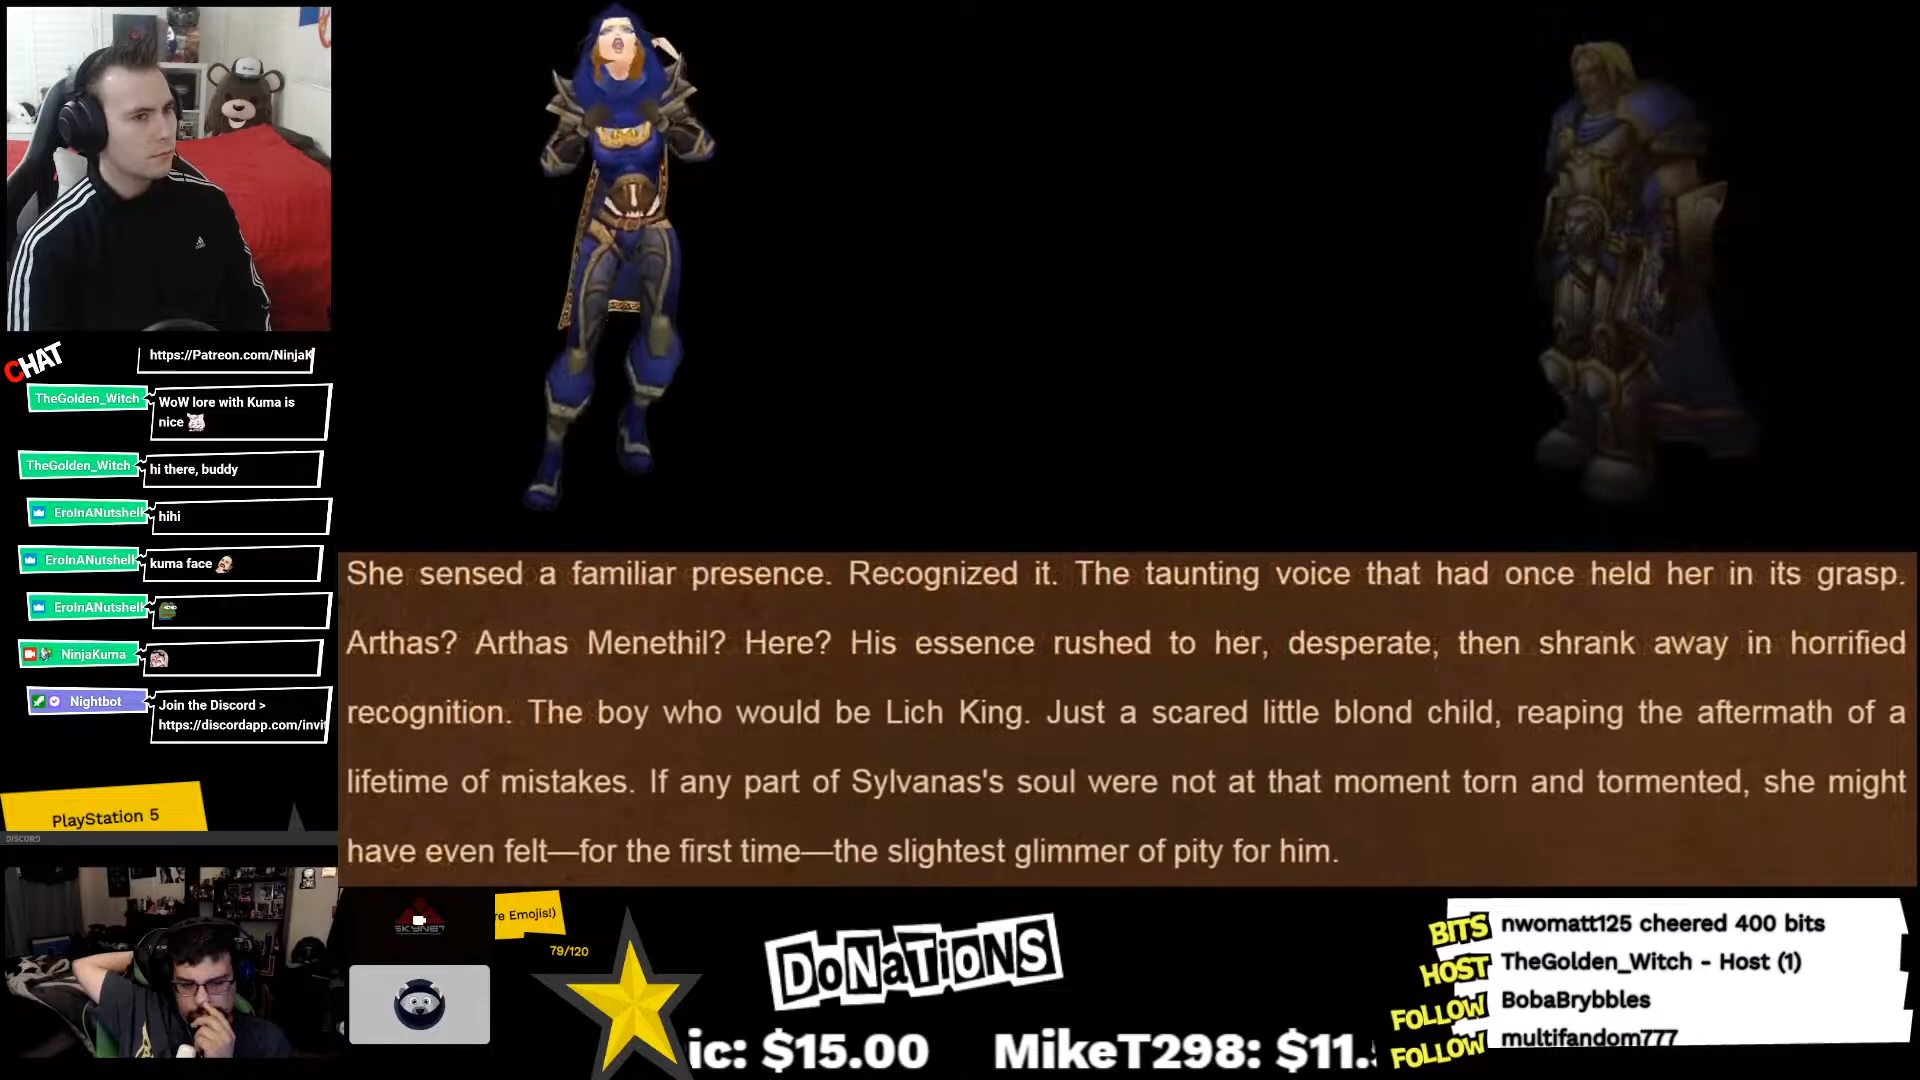 CHAT
https://Patreon.com/NinjaK
TheGolden_Witch
WoW lore with Kuma is
nice
TheGolden_Witch
hi there, buddy
EroInANutshell
hihi
EroInANutshell
kuma face
EroInANutshell
NinjaKuma
Nightbot
Join the Discord >
https://discordapp.com/invi
PlayStation 5
DISCORD
She sensed a familiar presence. Recognized it. The taunting voice that had once held her in its grasp.
Arthas? Arthas Menethil? Here? His essence rushed to her, desperate, then shrank away in horrified
recognition. The boy who would be Lich King. Just a scared little blond child, reaping the aftermath of a
lifetime of mistakes. If any part of Sylvanas's soul were not at that moment torn and tormented, she might
have even felt—for the first time—the slightest glimmer of pity for him.
SKYNET
re Emojis!)
79/120
DONATIONS
ic: $15.00 MikeT298: $11.
BITS nwomatt125 cheered 400 bits
HOST TheGolden_Witch - Host (1)
FOLLOW BobaBrybbles
FOLLOW multifandom777